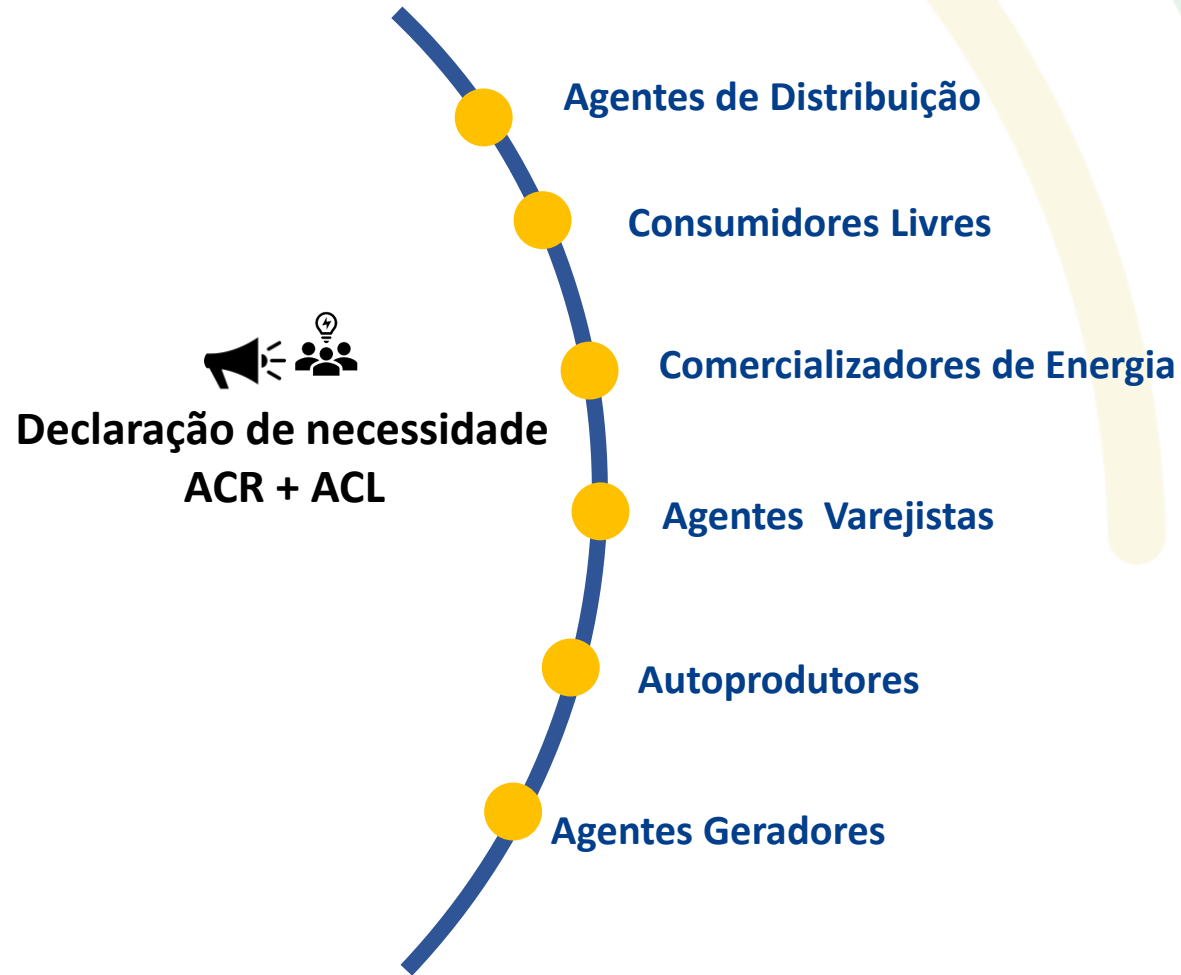 Agentes de Distribuição
Consumidores Livres
Comercializadores de Energia
Declaração de necessidade
ACR + ACL
Agentes Varejistas
Autoprodutores
Agentes Geradores